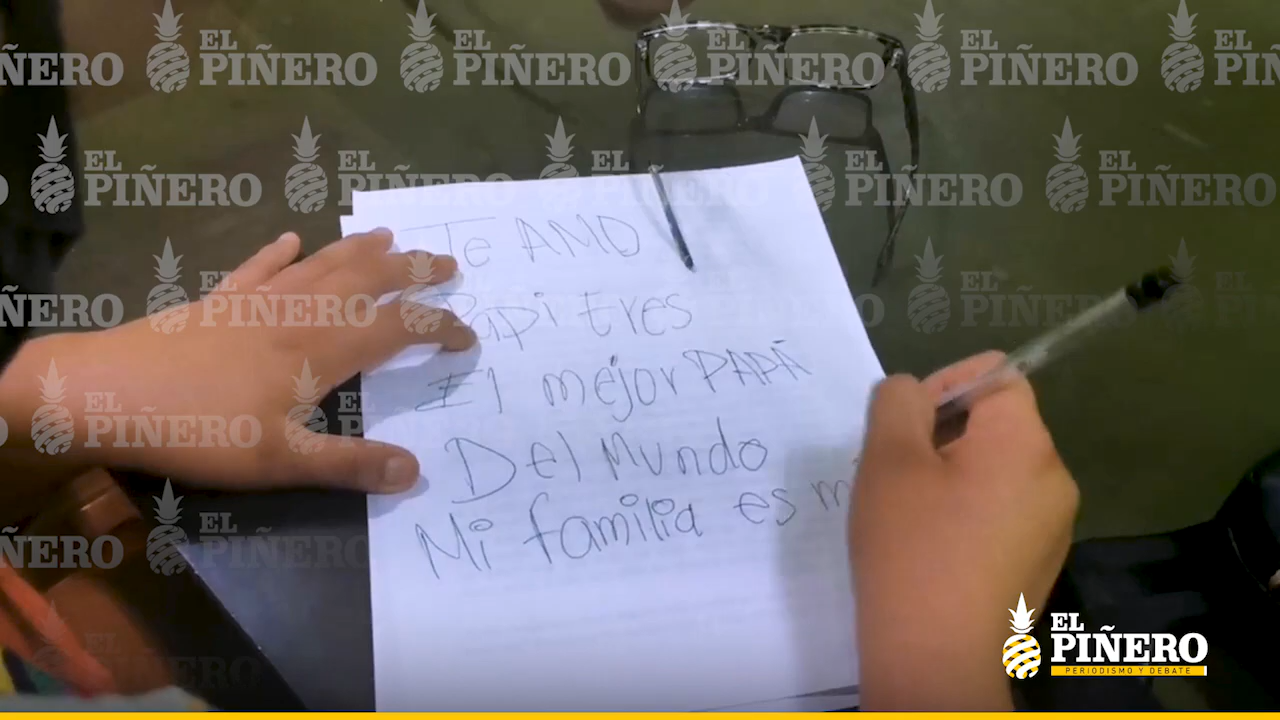 Te AMO
Papi tres
El mejor PAPÁ
Del Mundo
Mi familia es m
EL PIÑERO
PERIODISMO Y DEBATE